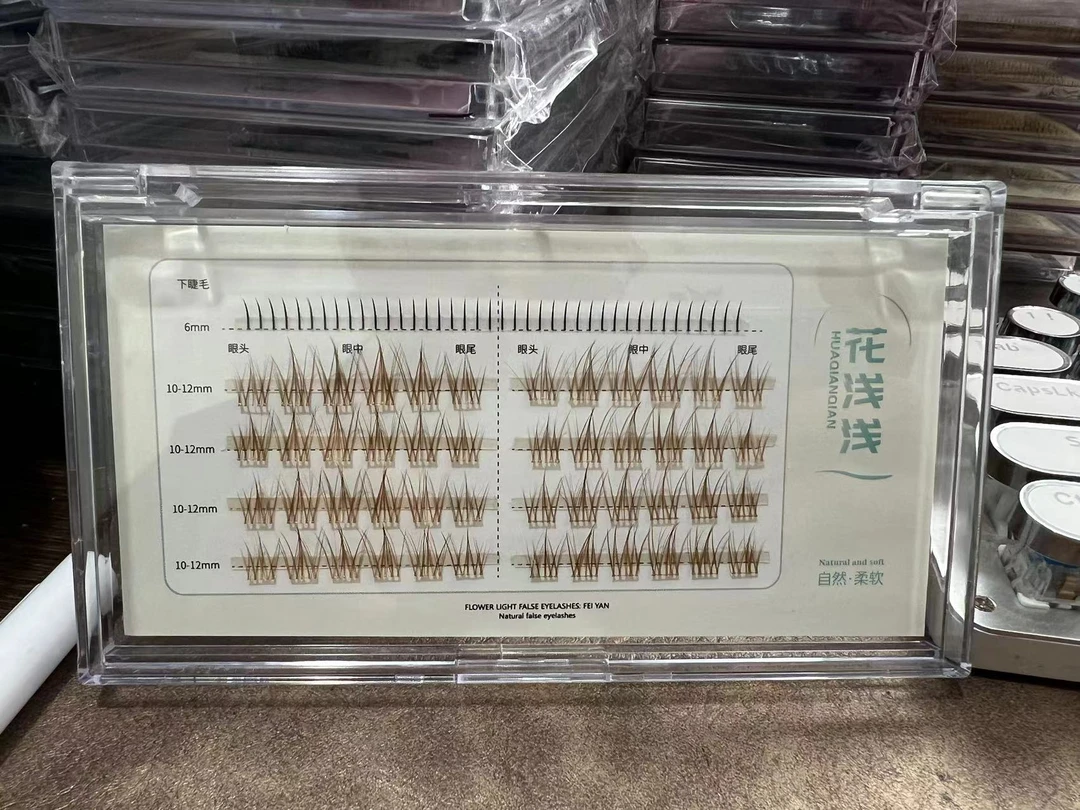 下睫毛
6mm
眼头 眼中 眼尾 眼头 眼中 眼尾
10-12mm
10-12mm
10-12mm
10-12mm
花浅浅
HUAQIANQIAN
Natural and soft
自然·柔软
FLOWER LIGHT FALSE EYELASHES: FEI YAN
Natural false eyelashes
CapsLK